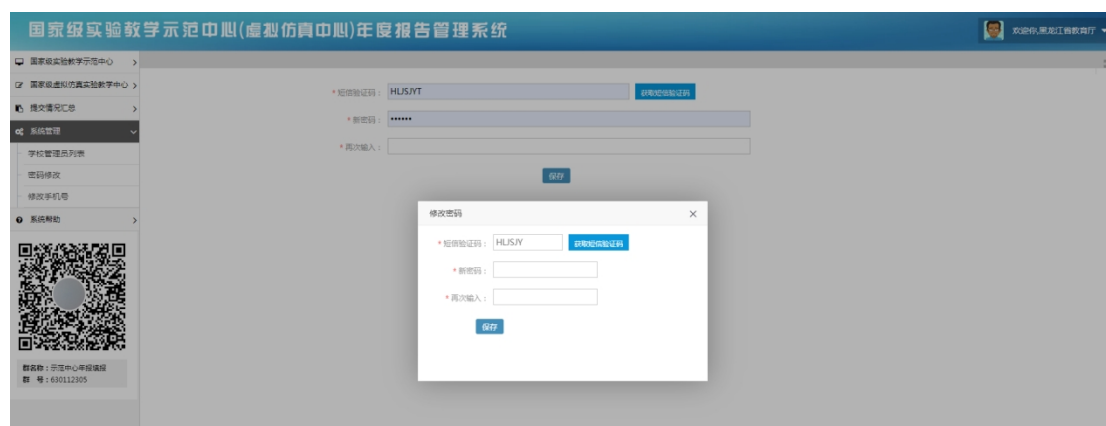 国家级实验教学示范中心(虚拟仿真中心)年度报告管理系统
欢迎你,黑龙江省教育厅
国家级实验教学示范中心
国家级虚拟仿真实验教学中心
提交情况汇总
系统管理
学校管理员列表
密码修改
修改手机号
系统帮助
群名称：示范中心年报填报
群 号：630112305
*短信验证码： HLJSJYT 获取短信验证码
*新密码： ••••••
*再次输入：
保存
修改密码 ×
*短信验证码： HLJSJY 获取短信验证码
*新密码：
*再次输入：
保存